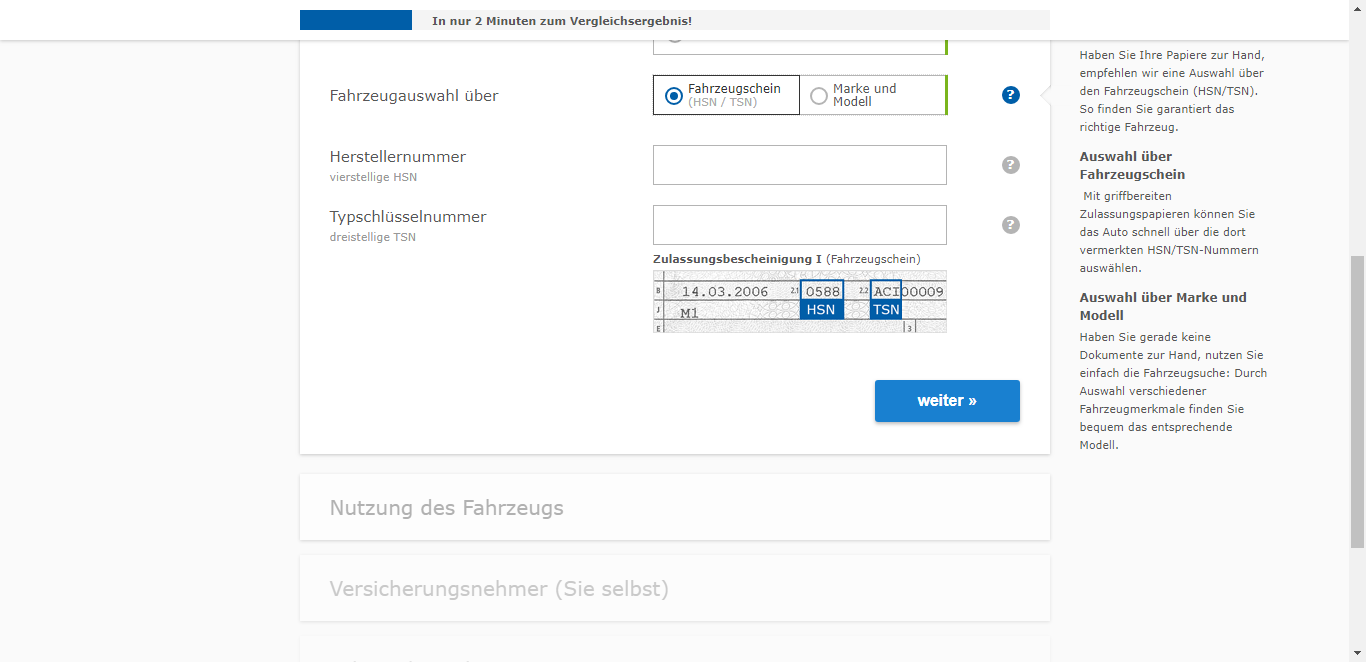 In nur 2 Minuten zum Vergleichsergebnis!
Fahrzeugauswahl über
Fahrzeugschein
(HSN / TSN)
Marke und
Modell
?
Herstellernummer
vierstellige HSN
?
Typschlüsselnummer
dreistellige TSN
?
Zulassungsbescheinigung I (Fahrzeugschein)
B 14.03.2006 2.1 0588 2.2 ACI00009
J M1 HSN TSN
E 3
weiter »
Nutzung des Fahrzeugs
Versicherungsnehmer (Sie selbst)
Haben Sie Ihre Papiere zur Hand,
empfehlen wir eine Auswahl über
den Fahrzeugschein (HSN/TSN).
So finden Sie garantiert das
richtige Fahrzeug.
Auswahl über
Fahrzeugschein
Mit griffbereiten
Zulassungspapieren können Sie
das Auto schnell über die dort
vermerkten HSN/TSN-Nummern
auswählen.
Auswahl über Marke und
Modell
Haben Sie gerade keine
Dokumente zur Hand, nutzen Sie
einfach die Fahrzeugsuche: Durch
Auswahl verschiedener
Fahrzeugmerkmale finden Sie
bequem das entsprechende
Modell.